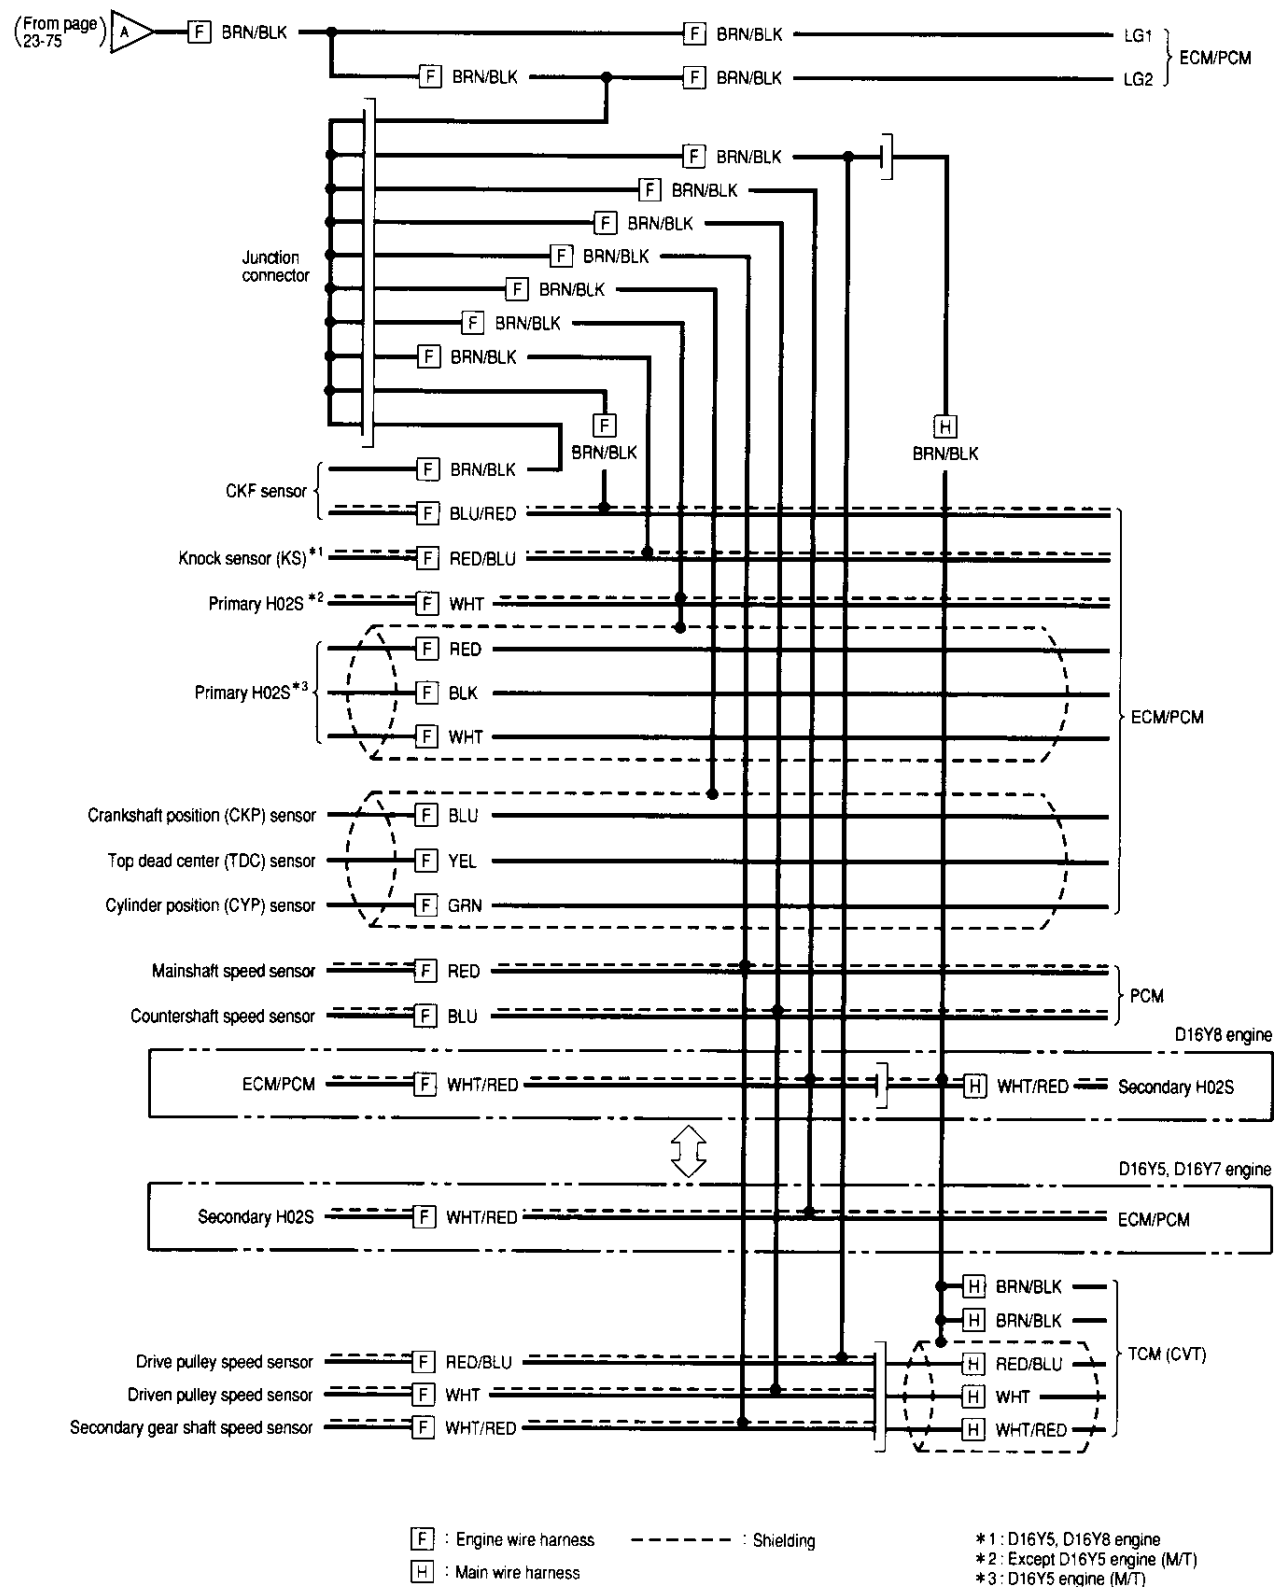 (From page 23-75) A F BRN/BLK F BRN/BLK LG1
F BRN/BLK F BRN/BLK LG2
ECM/PCM
F BRN/BLK
F BRN/BLK
F BRN/BLK
Junction connector
F BRN/BLK
F BRN/BLK
F BRN/BLK
F BRN/BLK
F BRN/BLK
H BRN/BLK
CKF sensor
F BRN/BLK
F BLU/RED
Knock sensor (KS)*1 F RED/BLU
Primary H02S *2 F WHT
F RED
Primary H02S*3 F BLK
F WHT
ECM/PCM
Crankshaft position (CKP) sensor F BLU
Top dead center (TDC) sensor F YEL
Cylinder position (CYP) sensor F GRN
Mainshaft speed sensor F RED
Countershaft speed sensor F BLU
PCM
D16Y8 engine
ECM/PCM F WHT/RED H WHT/RED Secondary H02S
D16Y5, D16Y7 engine
Secondary H02S F WHT/RED ECM/PCM
H BRN/BLK
H BRN/BLK
TCM (CVT)
Drive pulley speed sensor F RED/BLU H RED/BLU
Driven pulley speed sensor F WHT H WHT
Secondary gear shaft speed sensor F WHT/RED H WHT/RED
F : Engine wire harness
H : Main wire harness
: Shielding
*1 : D16Y5, D16Y8 engine
*2 : Except D16Y5 engine (M/T)
*3 : D16Y5 engine (M/T)